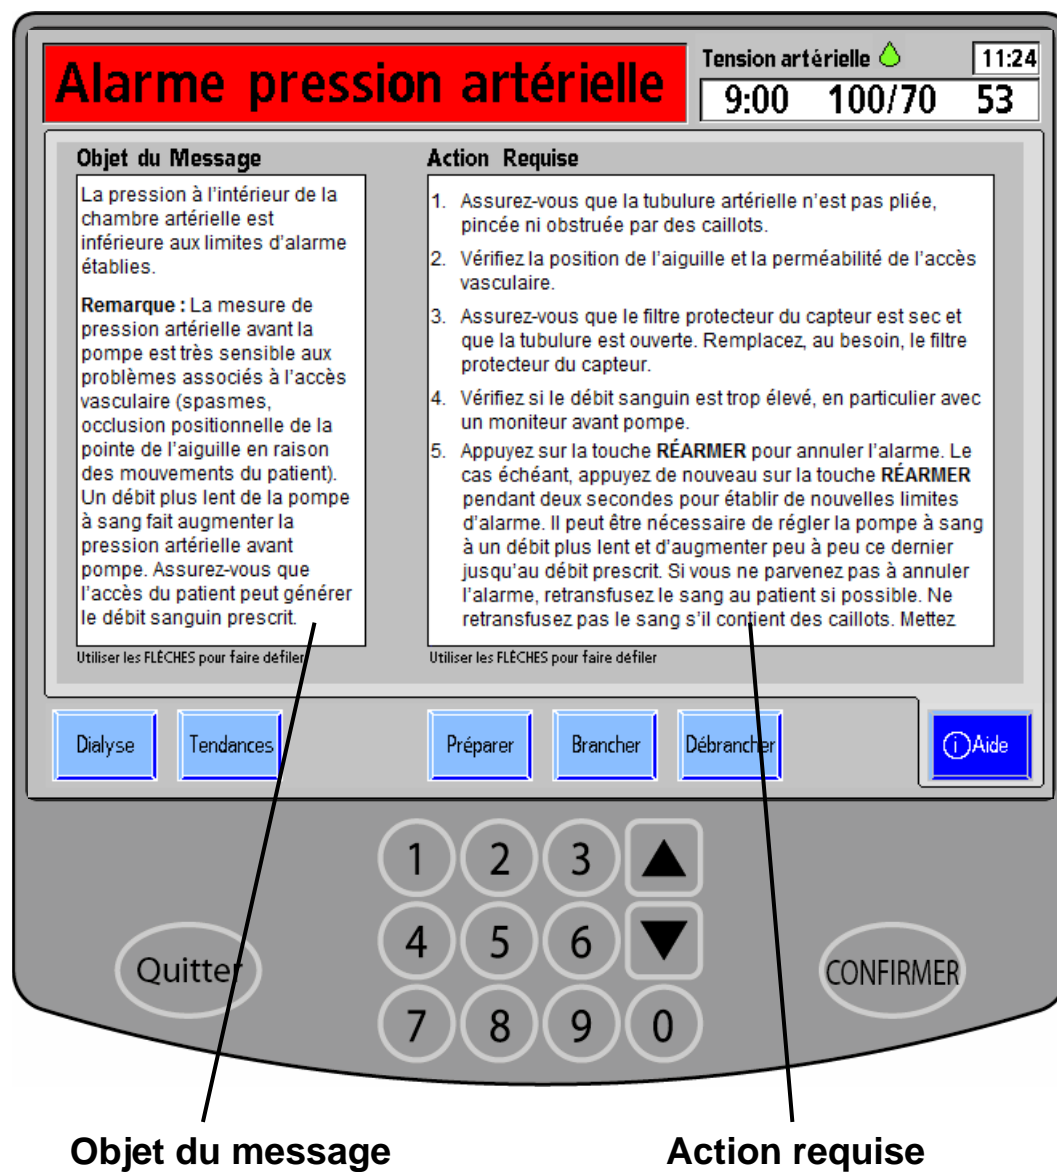 Alarme pression artérielle
Tension artérielle
11:24
9:00 100/70 53
Objet du Message
La pression à l'intérieur de la
chambre artérielle est
inférieure aux limites d'alarme
établies.
Remarque : La mesure de
pression artérielle avant la
pompe est très sensible aux
problèmes associés à l'accès
vasculaire (spasmes,
occlusion positionnelle de la
pointe de l'aiguille en raison
des mouvements du patient).
Un débit plus lent de la pompe
à sang fait augmenter la
pression artérielle avant
pompe. Assurez-vous que
l'accès du patient peut générer
le débit sanguin prescrit.
Utiliser les FLÈCHES pour faire défiler
Action Requise
1. Assurez-vous que la tubulure artérielle n'est pas pliée,
pincée ni obstruée par des caillots.
2. Vérifiez la position de l'aiguille et la perméabilité de l'accès
vasculaire.
3. Assurez-vous que le filtre protecteur du capteur est sec et
que la tubulure est ouverte. Remplacez, au besoin, le filtre
protecteur du capteur.
4. Vérifiez si le débit sanguin est trop élevé, en particulier avec
un moniteur avant pompe.
5. Appuyez sur la touche RÉARMER pour annuler l'alarme. Le
cas échéant, appuyez de nouveau sur la touche RÉARMER
pendant deux secondes pour établir de nouvelles limites
d'alarme. Il peut être nécessaire de régler la pompe à sang
à un débit plus lent et d'augmenter peu à peu ce dernier
jusqu'au débit prescrit. Si vous ne parvenez pas à annuler
l'alarme, retransfusez le sang au patient si possible. Ne
retransfusez pas le sang s'il contient des caillots. Mettez
Utiliser les FLÈCHES pour faire défiler
Dialyse
Tendances
Préparer
Brancher
Débrancher
Aide
1 2 3
4 5 6
7 8 9 0
Quitter
CONFIRMER
Objet du message
Action requise